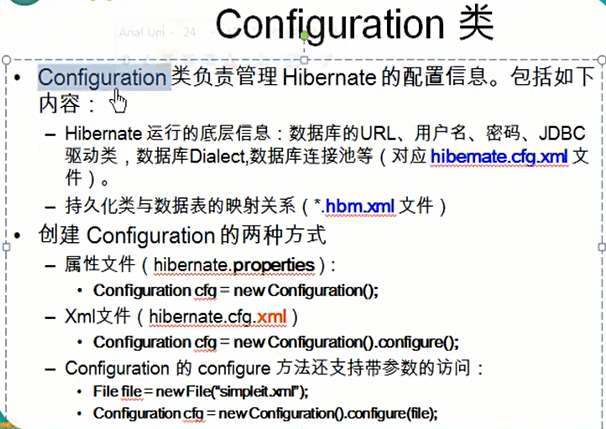 Configuration 类
• Configuration 类负责管理 Hibernate 的配置信息。包括如下
内容：
– Hibernate 运行的底层信息：数据库的URL、用户名、密码、JDBC
驱动类，数据库Dialect,数据库连接池等（对应 hibernate.cfg.xml 文
件）。
– 持久化类与数据表的映射关系（*.hbm.xml 文件）
• 创建 Configuration 的两种方式
– 属性文件（hibernate.properties）:
• Configuration cfg = new Configuration();
– Xml文件（hibernate.cfg.xml）
• Configuration cfg = new Configuration().configure();
– Configuration 的 configure 方法还支持带参数的访问：
• File file = new File("simpleit.xml");
• Configuration cfg = new Configuration().configure(file);